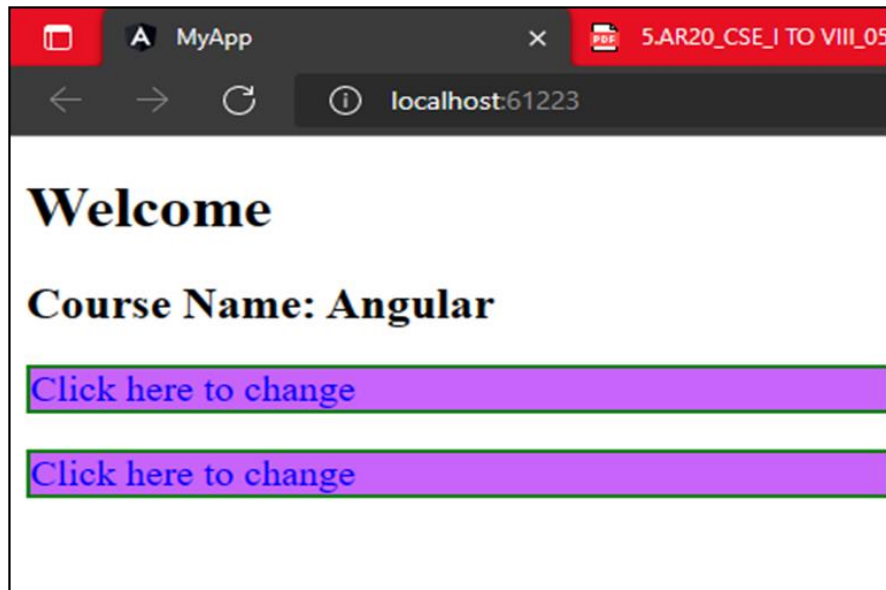 MyApp
5.AR20_CSE_I TO VIII_05
localhost:61223
Welcome
Course Name: Angular
Click here to change
Click here to change